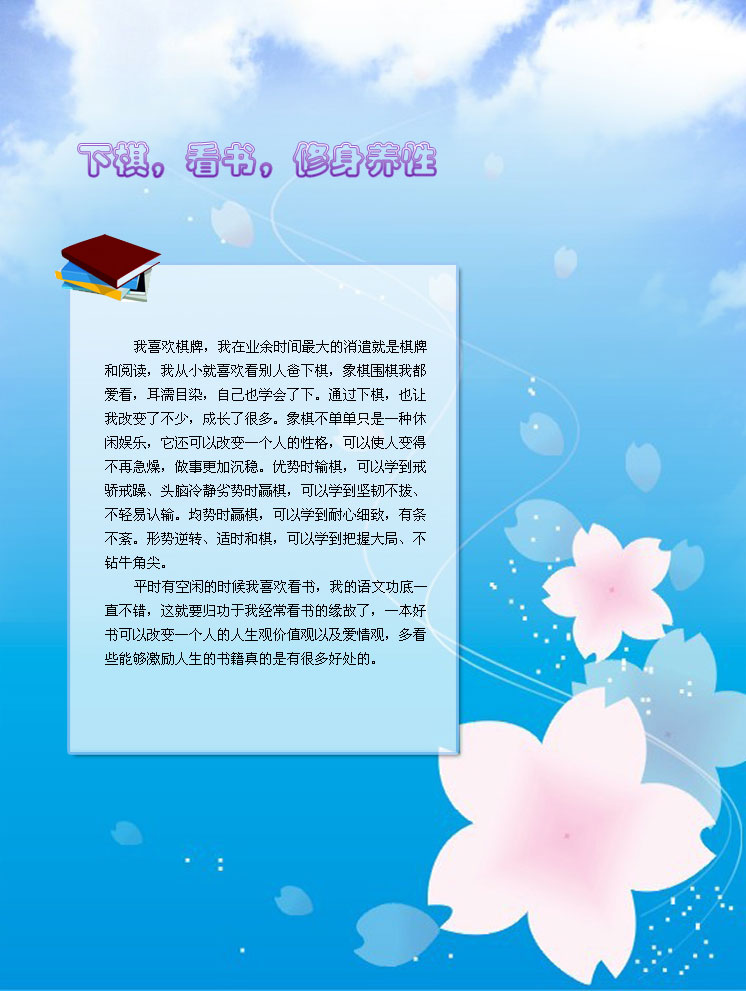 下棋，看书，修身养性
我喜欢棋牌，我在业余时间最大的消遣就是棋牌
和阅读，我从小就喜欢看别人爸下棋，象棋围棋我都
爱看，耳濡目染，自己也学会了下。通过下棋，也让
我改变了不少，成长了很多。象棋不单单只是一种休
闲娱乐，它还可以改变一个人的性格，可以使人变得
不再急燥，做事更加沉稳。优势时输棋，可以学到戒
骄戒躁、头脑冷静劣势时赢棋，可以学到坚韧不拔、
不轻易认输。均势时赢棋，可以学到耐心细致，有条
不紊。形势逆转、适时和棋，可以学到把握大局、不
钻牛角尖。
平时有空闲的时候我喜欢看书，我的语文功底一
直不错，这就要归功于我经常看书的缘故了，一本好
书可以改变一个人的人生观价值观以及爱情观，多看
些能够激励人生的书籍真的是有很多好处的。